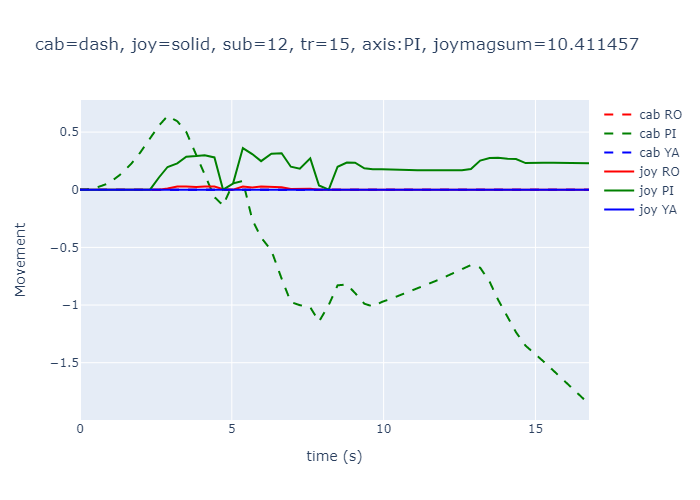 cab=dash, joy=solid, sub=12, tr=15, axis:PI, joymagsum=10.411457
cab RO
cab PI
cab YA
joy RO
joy PI
joy YA
0.5
0
−0.5
−1
−1.5
Movement
0 5 10 15
time (s)